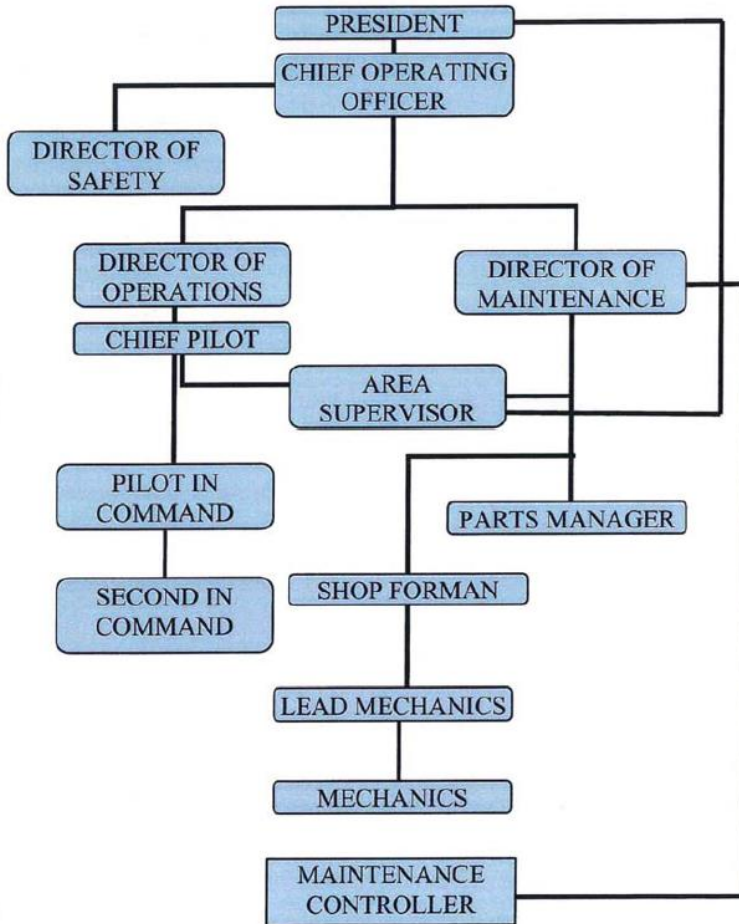 PRESIDENT
CHIEF OPERATING
OFFICER
DIRECTOR OF
SAFETY
DIRECTOR OF
OPERATIONS
DIRECTOR OF
MAINTENANCE
CHIEF PILOT
AREA
SUPERVISOR
PILOT IN
COMMAND
PARTS MANAGER
SECOND IN
COMMAND
SHOP FORMAN
LEAD MECHANICS
MECHANICS
MAINTENANCE
CONTROLLER